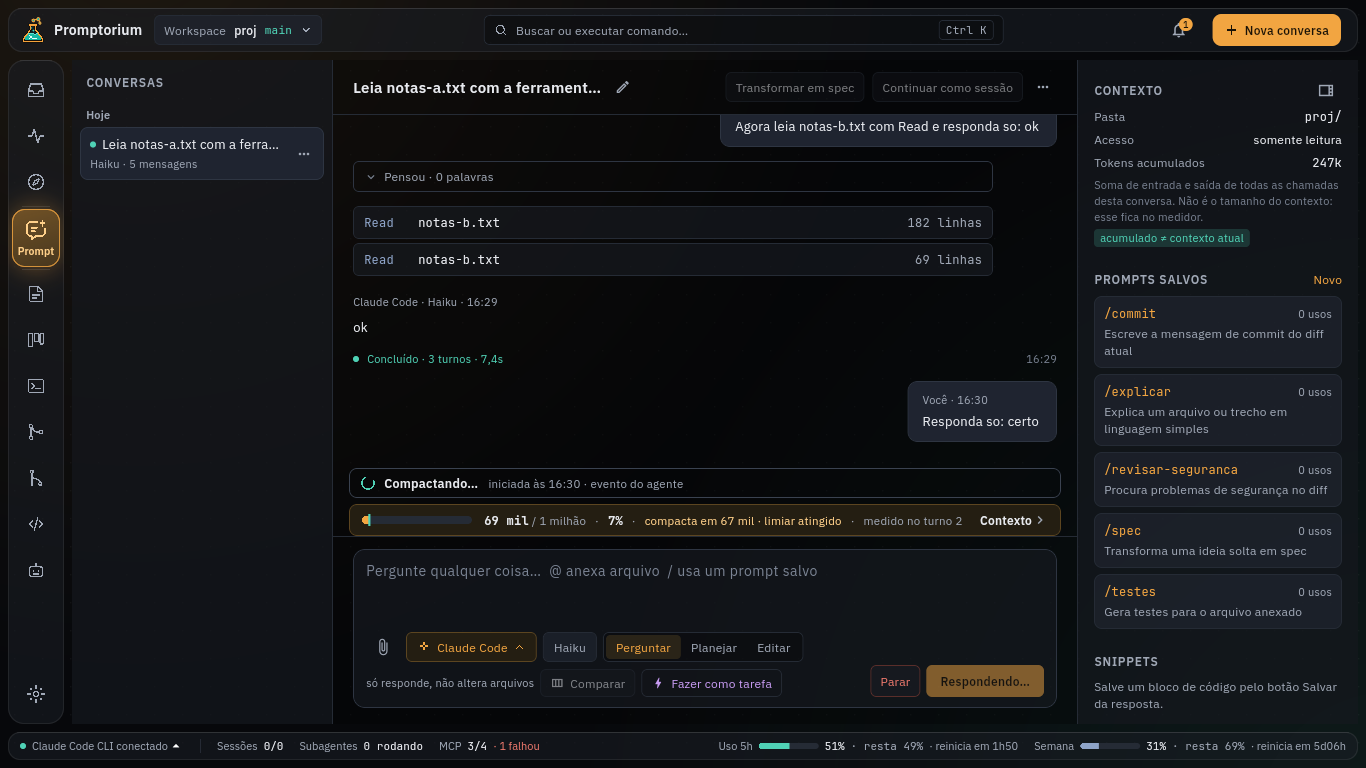 Promptorium
Workspace proj main
Buscar ou executar comando... Ctrl K
1
Nova conversa
Prompt
CONVERSAS
Hoje
Leia notas-a.txt com a ferra...
Haiku · 5 mensagens
Leia notas-a.txt com a ferrament...
Transformar em spec
Continuar como sessão
Agora leia notas-b.txt com Read e responda so: ok
Pensou · 0 palavras
Read notas-b.txt 182 linhas
Read notas-b.txt 69 linhas
Claude Code · Haiku · 16:29
ok
Concluído · 3 turnos · 7,4s 16:29
Você · 16:30
Responda so: certo
Compactando... iniciada às 16:30 · evento do agente
69 mil / 1 milhão · 7% · compacta em 67 mil · limiar atingido · medido no turno 2 Contexto
Pergunte qualquer coisa... @ anexa arquivo / usa um prompt salvo
Claude Code Haiku Perguntar Planejar Editar
só responde, não altera arquivos Comparar Fazer como tarefa Parar Respondendo...
CONTEXTO
Pasta proj/
Acesso somente leitura
Tokens acumulados 247k
Soma de entrada e saída de todas as chamadas
desta conversa. Não é o tamanho do contexto:
esse fica no medidor.
acumulado ≠ contexto atual
PROMPTS SALVOS Novo
/commit 0 usos
Escreve a mensagem de commit do diff
atual
/explicar 0 usos
Explica um arquivo ou trecho em
linguagem simples
/revisar-seguranca 0 usos
Procura problemas de segurança no diff
/spec 0 usos
Transforma uma ideia solta em spec
/testes 0 usos
Gera testes para o arquivo anexado
SNIPPETS
Salve um bloco de código pelo botão Salvar
da resposta.
Claude Code CLI conectado Sessões 0/0 Subagentes 0 rodando MCP 3/4 · 1 falhou Uso 5h 51% · resta 49% · reinicia em 1h50 Semana 31% · resta 69% · reinicia em 5d06h